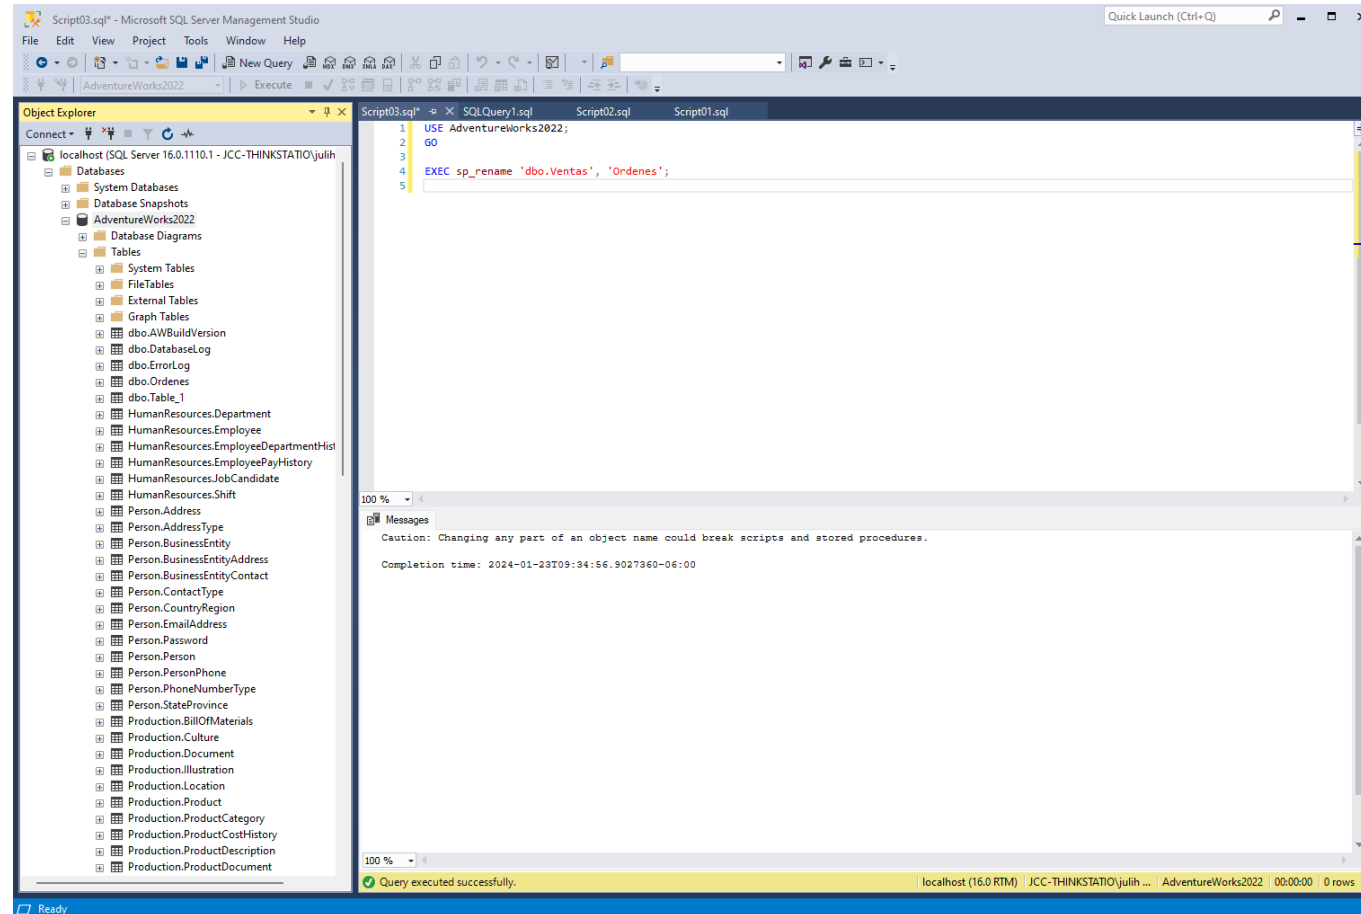 Script03.sql* - Microsoft SQL Server Management Studio
Quick Launch (Ctrl+Q)
File Edit View Project Tools Window Help
New Query MDX DMX XMLA DAX
AdventureWorks2022 Execute
Object Explorer
Connect
localhost (SQL Server 16.0.1110.1 - JCC-THINKSTATIO\julih
Databases
System Databases
Database Snapshots
AdventureWorks2022
Database Diagrams
Tables
System Tables
FileTables
External Tables
Graph Tables
dbo.AWBuildVersion
dbo.DatabaseLog
dbo.ErrorLog
dbo.Ordenes
dbo.Table_1
HumanResources.Department
HumanResources.Employee
HumanResources.EmployeeDepartmentHist
HumanResources.EmployeePayHistory
HumanResources.JobCandidate
HumanResources.Shift
Person.Address
Person.AddressType
Person.BusinessEntity
Person.BusinessEntityAddress
Person.BusinessEntityContact
Person.ContactType
Person.CountryRegion
Person.EmailAddress
Person.Password
Person.Person
Person.PersonPhone
Person.PhoneNumberType
Person.StateProvince
Production.BillOfMaterials
Production.Culture
Production.Document
Production.Illustration
Production.Location
Production.Product
Production.ProductCategory
Production.ProductCostHistory
Production.ProductDescription
Production.ProductDocument
Script03.sql* SQLQuery1.sql Script02.sql Script01.sql
1 USE AdventureWorks2022;
2 GO
3
4 EXEC sp_rename 'dbo.Ventas', 'Ordenes';
5
100 %
Messages
Caution: Changing any part of an object name could break scripts and stored procedures.
Completion time: 2024-01-23T09:34:56.9027360-06:00
100 %
Query executed successfully. localhost (16.0 RTM) JCC-THINKSTATIO\julih ... AdventureWorks2022 00:00:00 0 rows
Ready